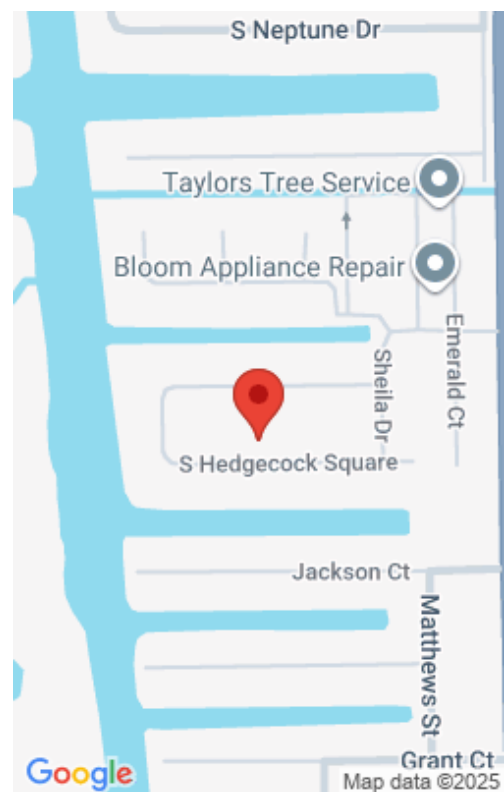 S Neptune Dr
Taylors Tree Service
Bloom Appliance Repair
Emerald Ct
Sheila Dr
S Hedgecock Square
Jackson Ct
Matthews St
Grant Ct
Google
Map data ©2025